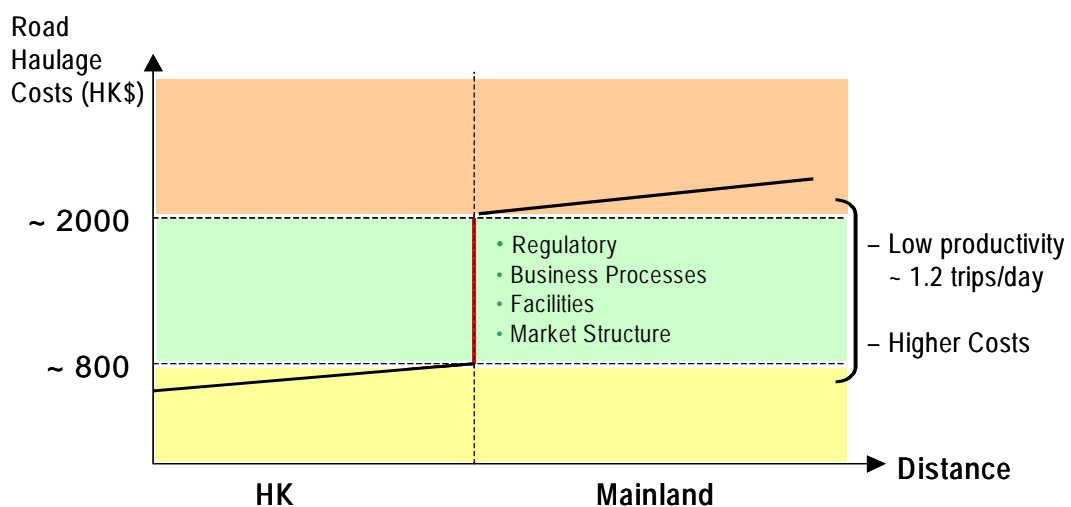 Road
Haulage
Costs (HK$)
~ 2000
• Regulatory
• Business Processes
• Facilities
• Market Structure
– Low productivity
~ 1.2 trips/day
– Higher Costs
~ 800
Distance
HK
Mainland